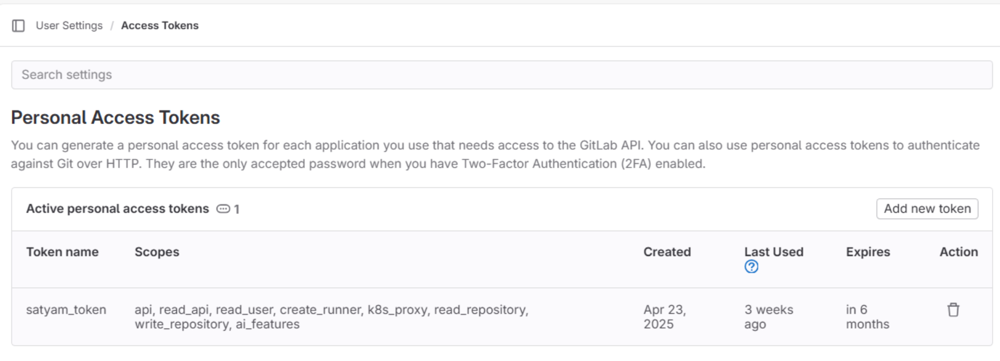 User Settings / Access Tokens
Search settings
Personal Access Tokens
You can generate a personal access token for each application you use that needs access to the GitLab API. You can also use personal access tokens to authenticate
against Git over HTTP. They are the only accepted password when you have Two-Factor Authentication (2FA) enabled.
Active personal access tokens 1
Add new token
Token name Scopes Created Last Used Expires Action
satyam_token api, read_api, read_user, create_runner, k8s_proxy, read_repository, Apr 23, 3 weeks in 6
write_repository, ai_features 2025 ago months